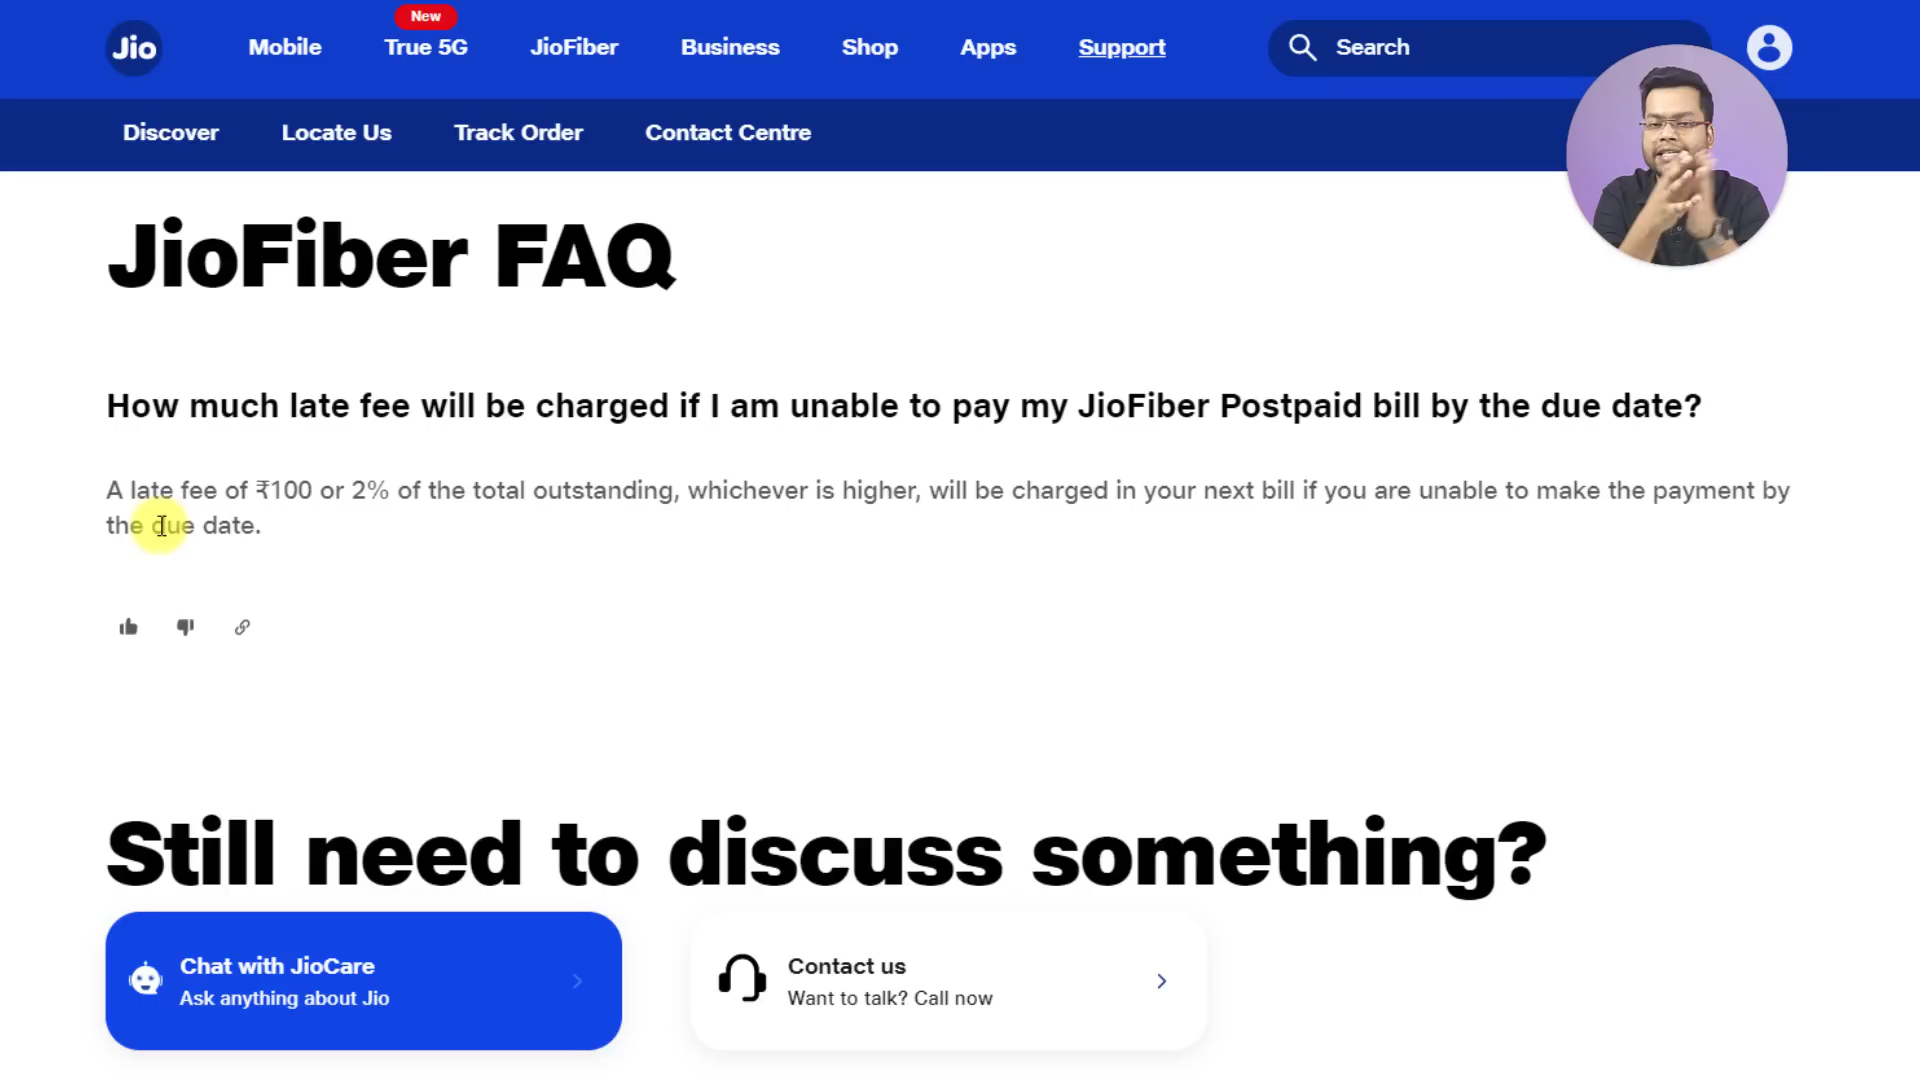 New
Jio Mobile True 5G JioFiber Business Shop Apps Support Search
Discover Locate Us Track Order Contact Centre
JioFiber FAQ
How much late fee will be charged if I am unable to pay my JioFiber Postpaid bill by the due date?
A late fee of ₹100 or 2% of the total outstanding, whichever is higher, will be charged in your next bill if you are unable to make the payment by
the due date.
Still need to discuss something?
Chat with JioCare
Ask anything about Jio
Contact us
Want to talk? Call now